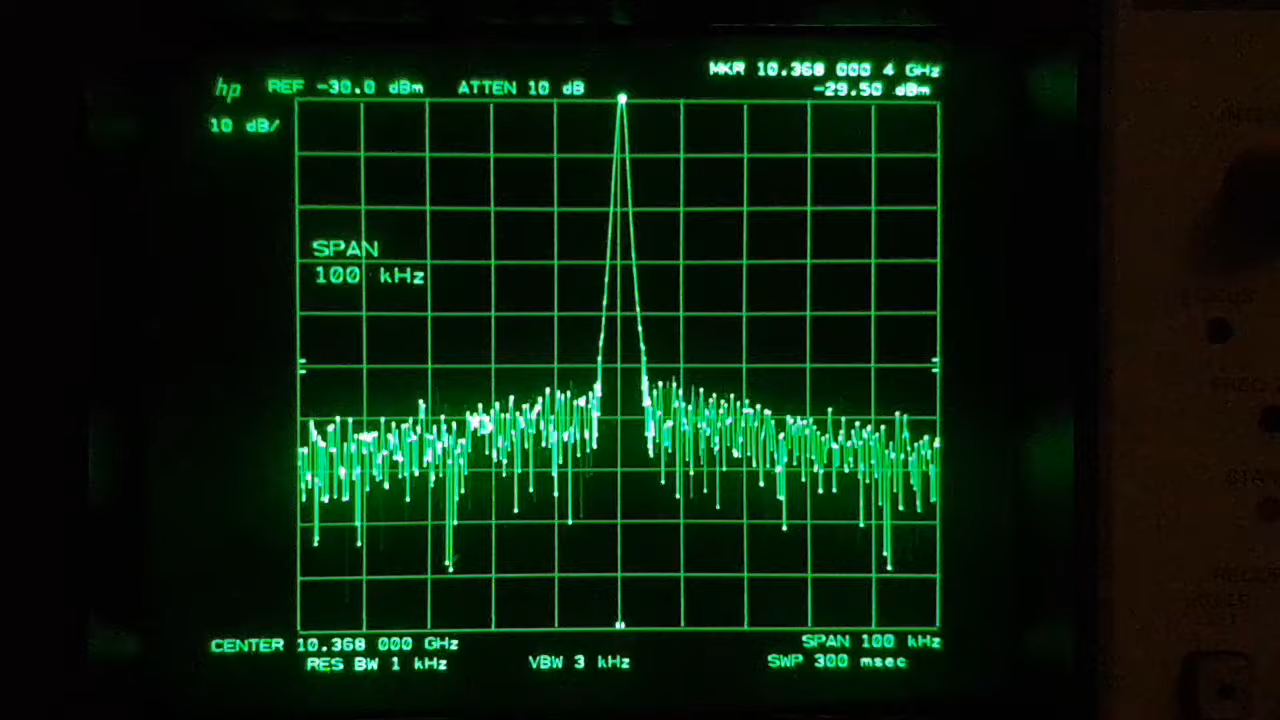 MKR 10.368 000 4 GHz
hp REF -30.0 dBm ATTEN 10 dB -29.50 dBm
10 dB/
SPAN
100 kHz
CENTER 10.368 000 GHz SPAN 100 kHz
RES BW 1 kHz VBW 3 kHz SWP 300 msec